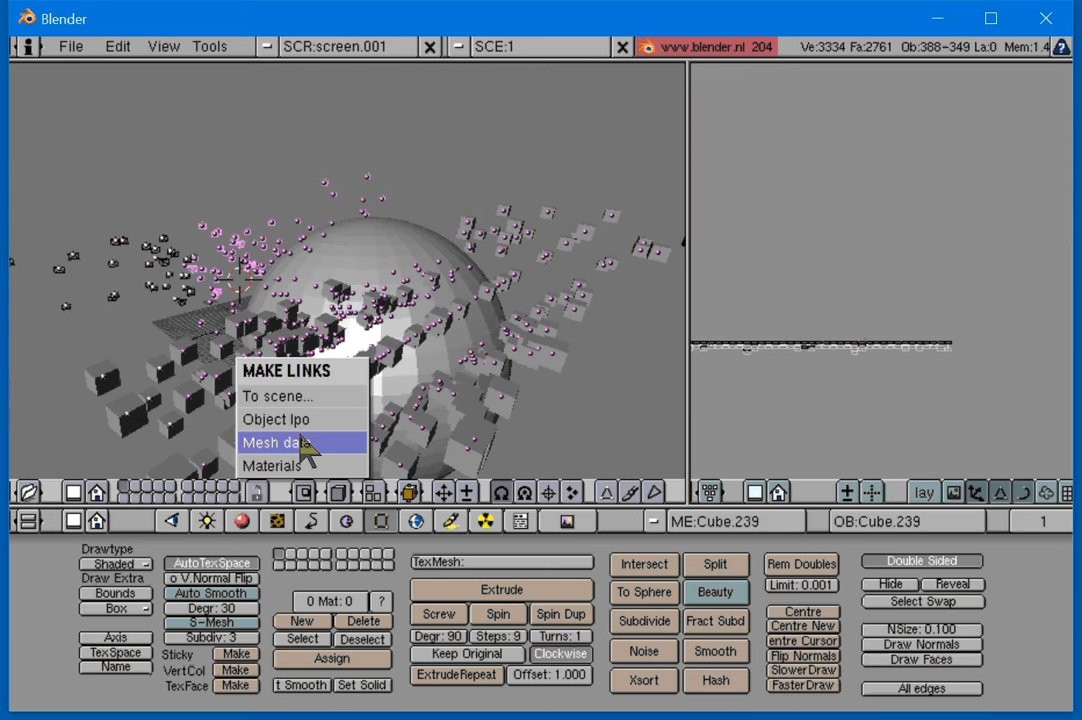 Blender
File Edit View Tools SCR:screen.001 SCE:1 www.blender.nl 204 Ve:3334 Fa:2761 Ob:388-349 La:0 Mem:1.4
MAKE LINKS
To scene...
Object Ipo
Mesh data
Materials
lay
ME:Cube.239 OB:Cube.239 1
Drawtype
Shaded
Draw Extra
Bounds
Box
Axis
TexSpace
Name
AutoTexSpace
o V.Normal Flip
Auto Smooth
Degr: 30
S-Mesh
Subdiv: 3
Sticky Make
VertCol Make
TexFace Make
0 Mat: 0 ?
New Delete
Select Deselect
Assign
t Smooth Set Solid
TexMesh:
Extrude
Screw Spin Spin Dup
Degr: 90 Steps: 9 Turns: 1
Keep Original Clockwise
ExtrudeRepeat Offset: 1.000
Intersect Split
To Sphere Beauty
Subdivide Fract Subd
Noise Smooth
Xsort Hash
Rem Doubles
Limit: 0.001
Centre
Centre New
entre Cursor
Flip Normals
SlowerDraw
FasterDraw
Double Sided
Hide Reveal
Select Swap
NSize: 0.100
Draw Normals
Draw Faces
All edges